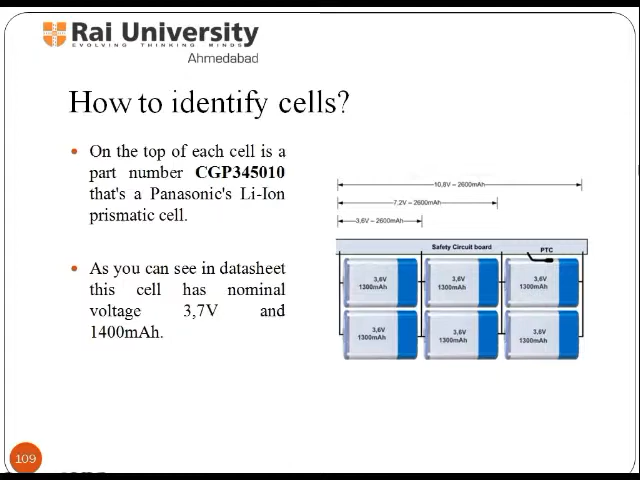 Rai University
EVOLVING THINKING MINDS
Ahmedabad
How to identify cells?
• On the top of each cell is a
part number CGP345010
that's a Panasonic's Li-Ion
prismatic cell.
• As you can see in datasheet
this cell has nominal
voltage 3,7V and
1400mAh.
10,8V – 2600mAh
7,2V – 2600mAh
3,6V – 2600mAh
Safety Circuit board
PTC
3,6V 3,6V 3,6V
1300mAh 1300mAh 1300mAh
3,6V 3,6V 3,6V
1300mAh 1300mAh 1300mAh
109